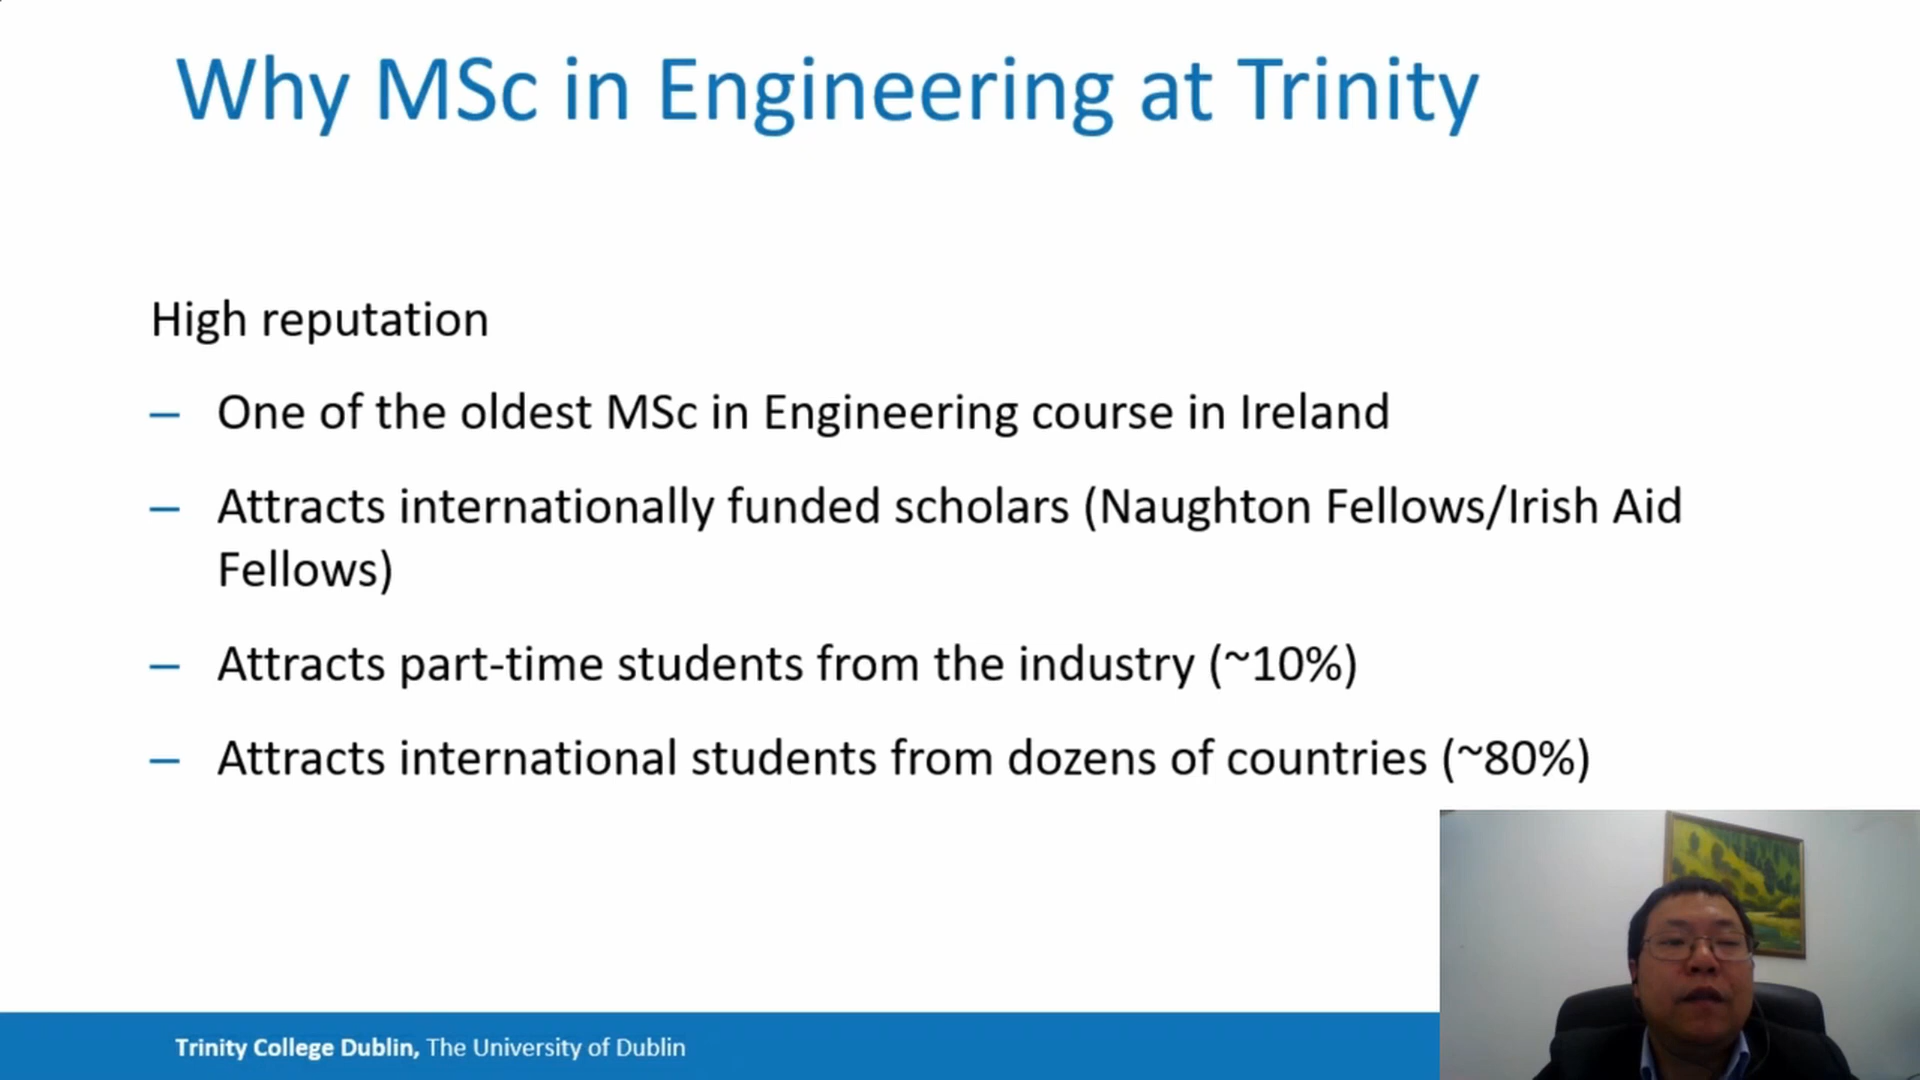 Why MSc in Engineering at Trinity
High reputation
– One of the oldest MSc in Engineering course in Ireland
– Attracts internationally funded scholars (Naughton Fellows/Irish Aid
Fellows)
– Attracts part-time students from the industry (~10%)
– Attracts international students from dozens of countries (~80%)
Trinity College Dublin, The University of Dublin